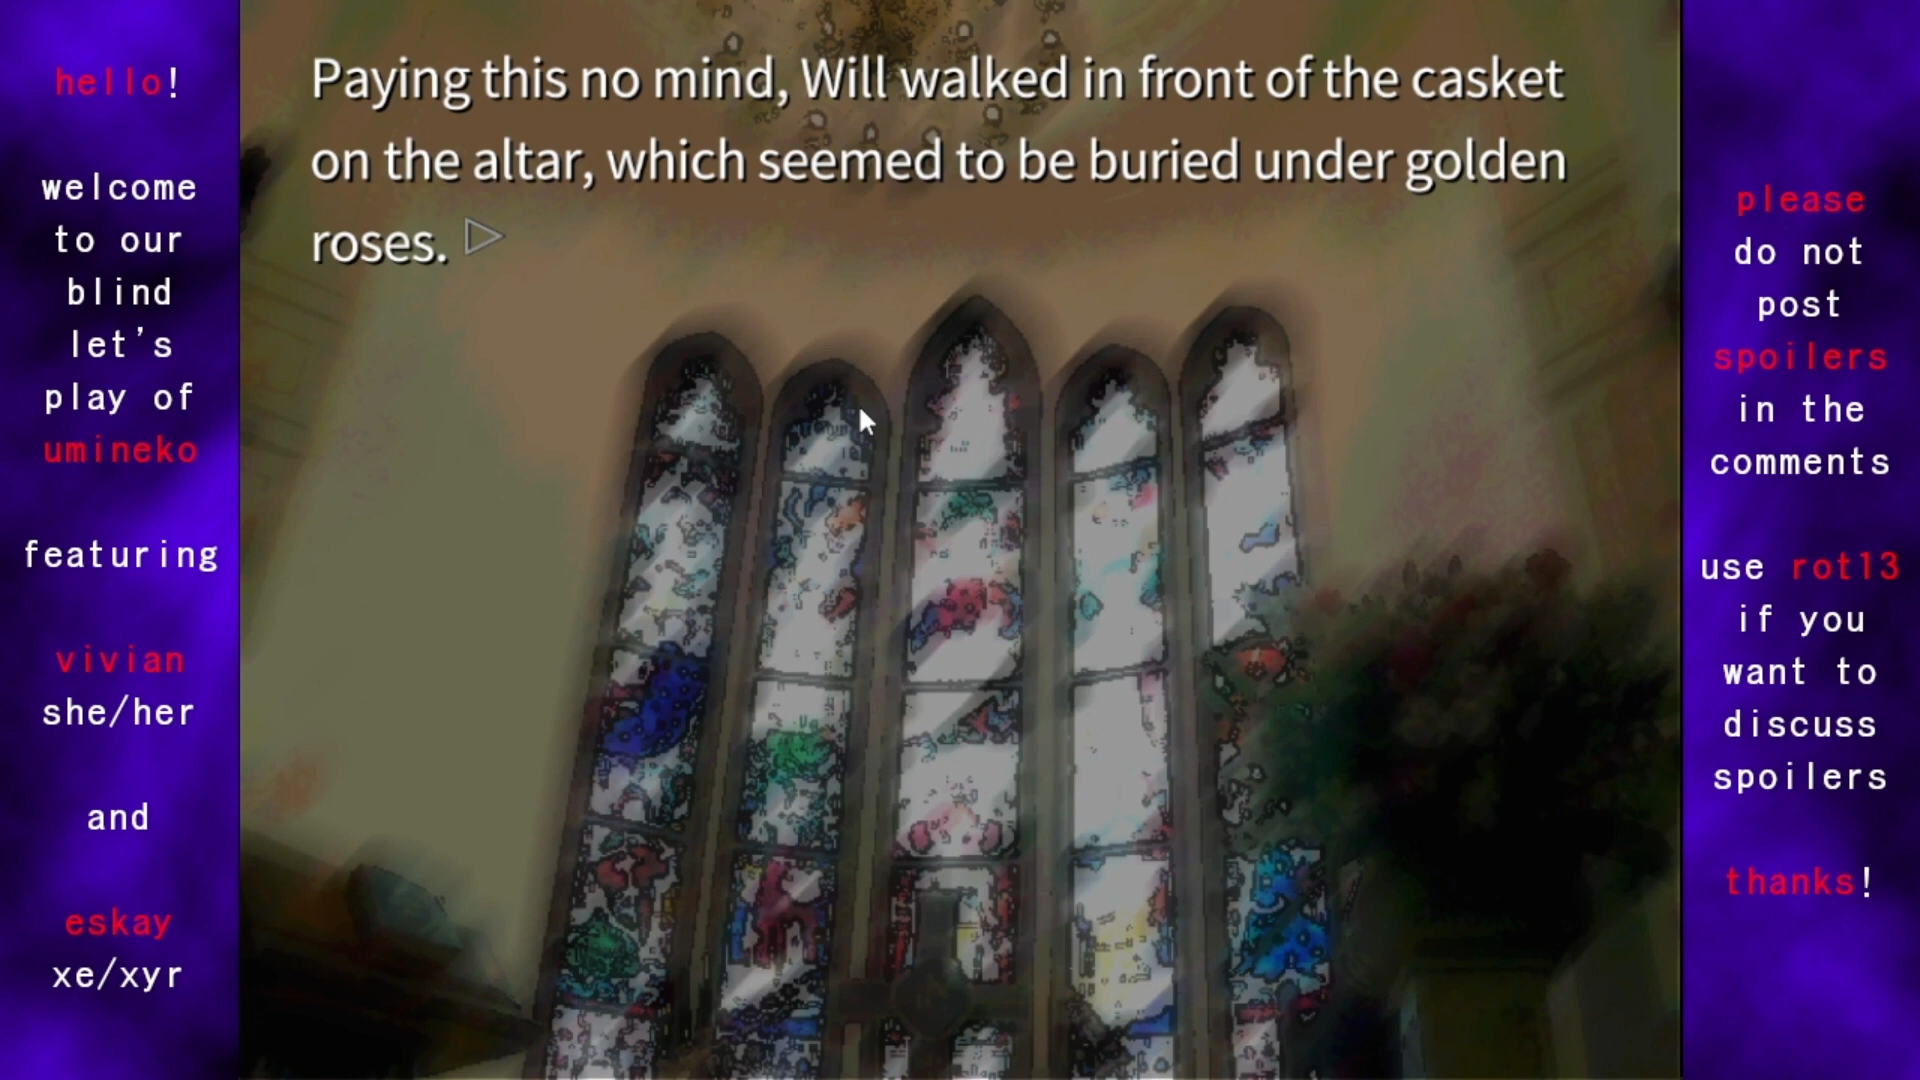 hello!
welcome
to our
blind
let's
play of
umineko
featuring
vivian
she/her
and
eskay
xe/xyr
Paying this no mind, Will walked in front of the casket
on the altar, which seemed to be buried under golden
roses.
please
do not
post
spoilers
in the
comments
use rot13
if you
want to
discuss
spoilers
thanks!